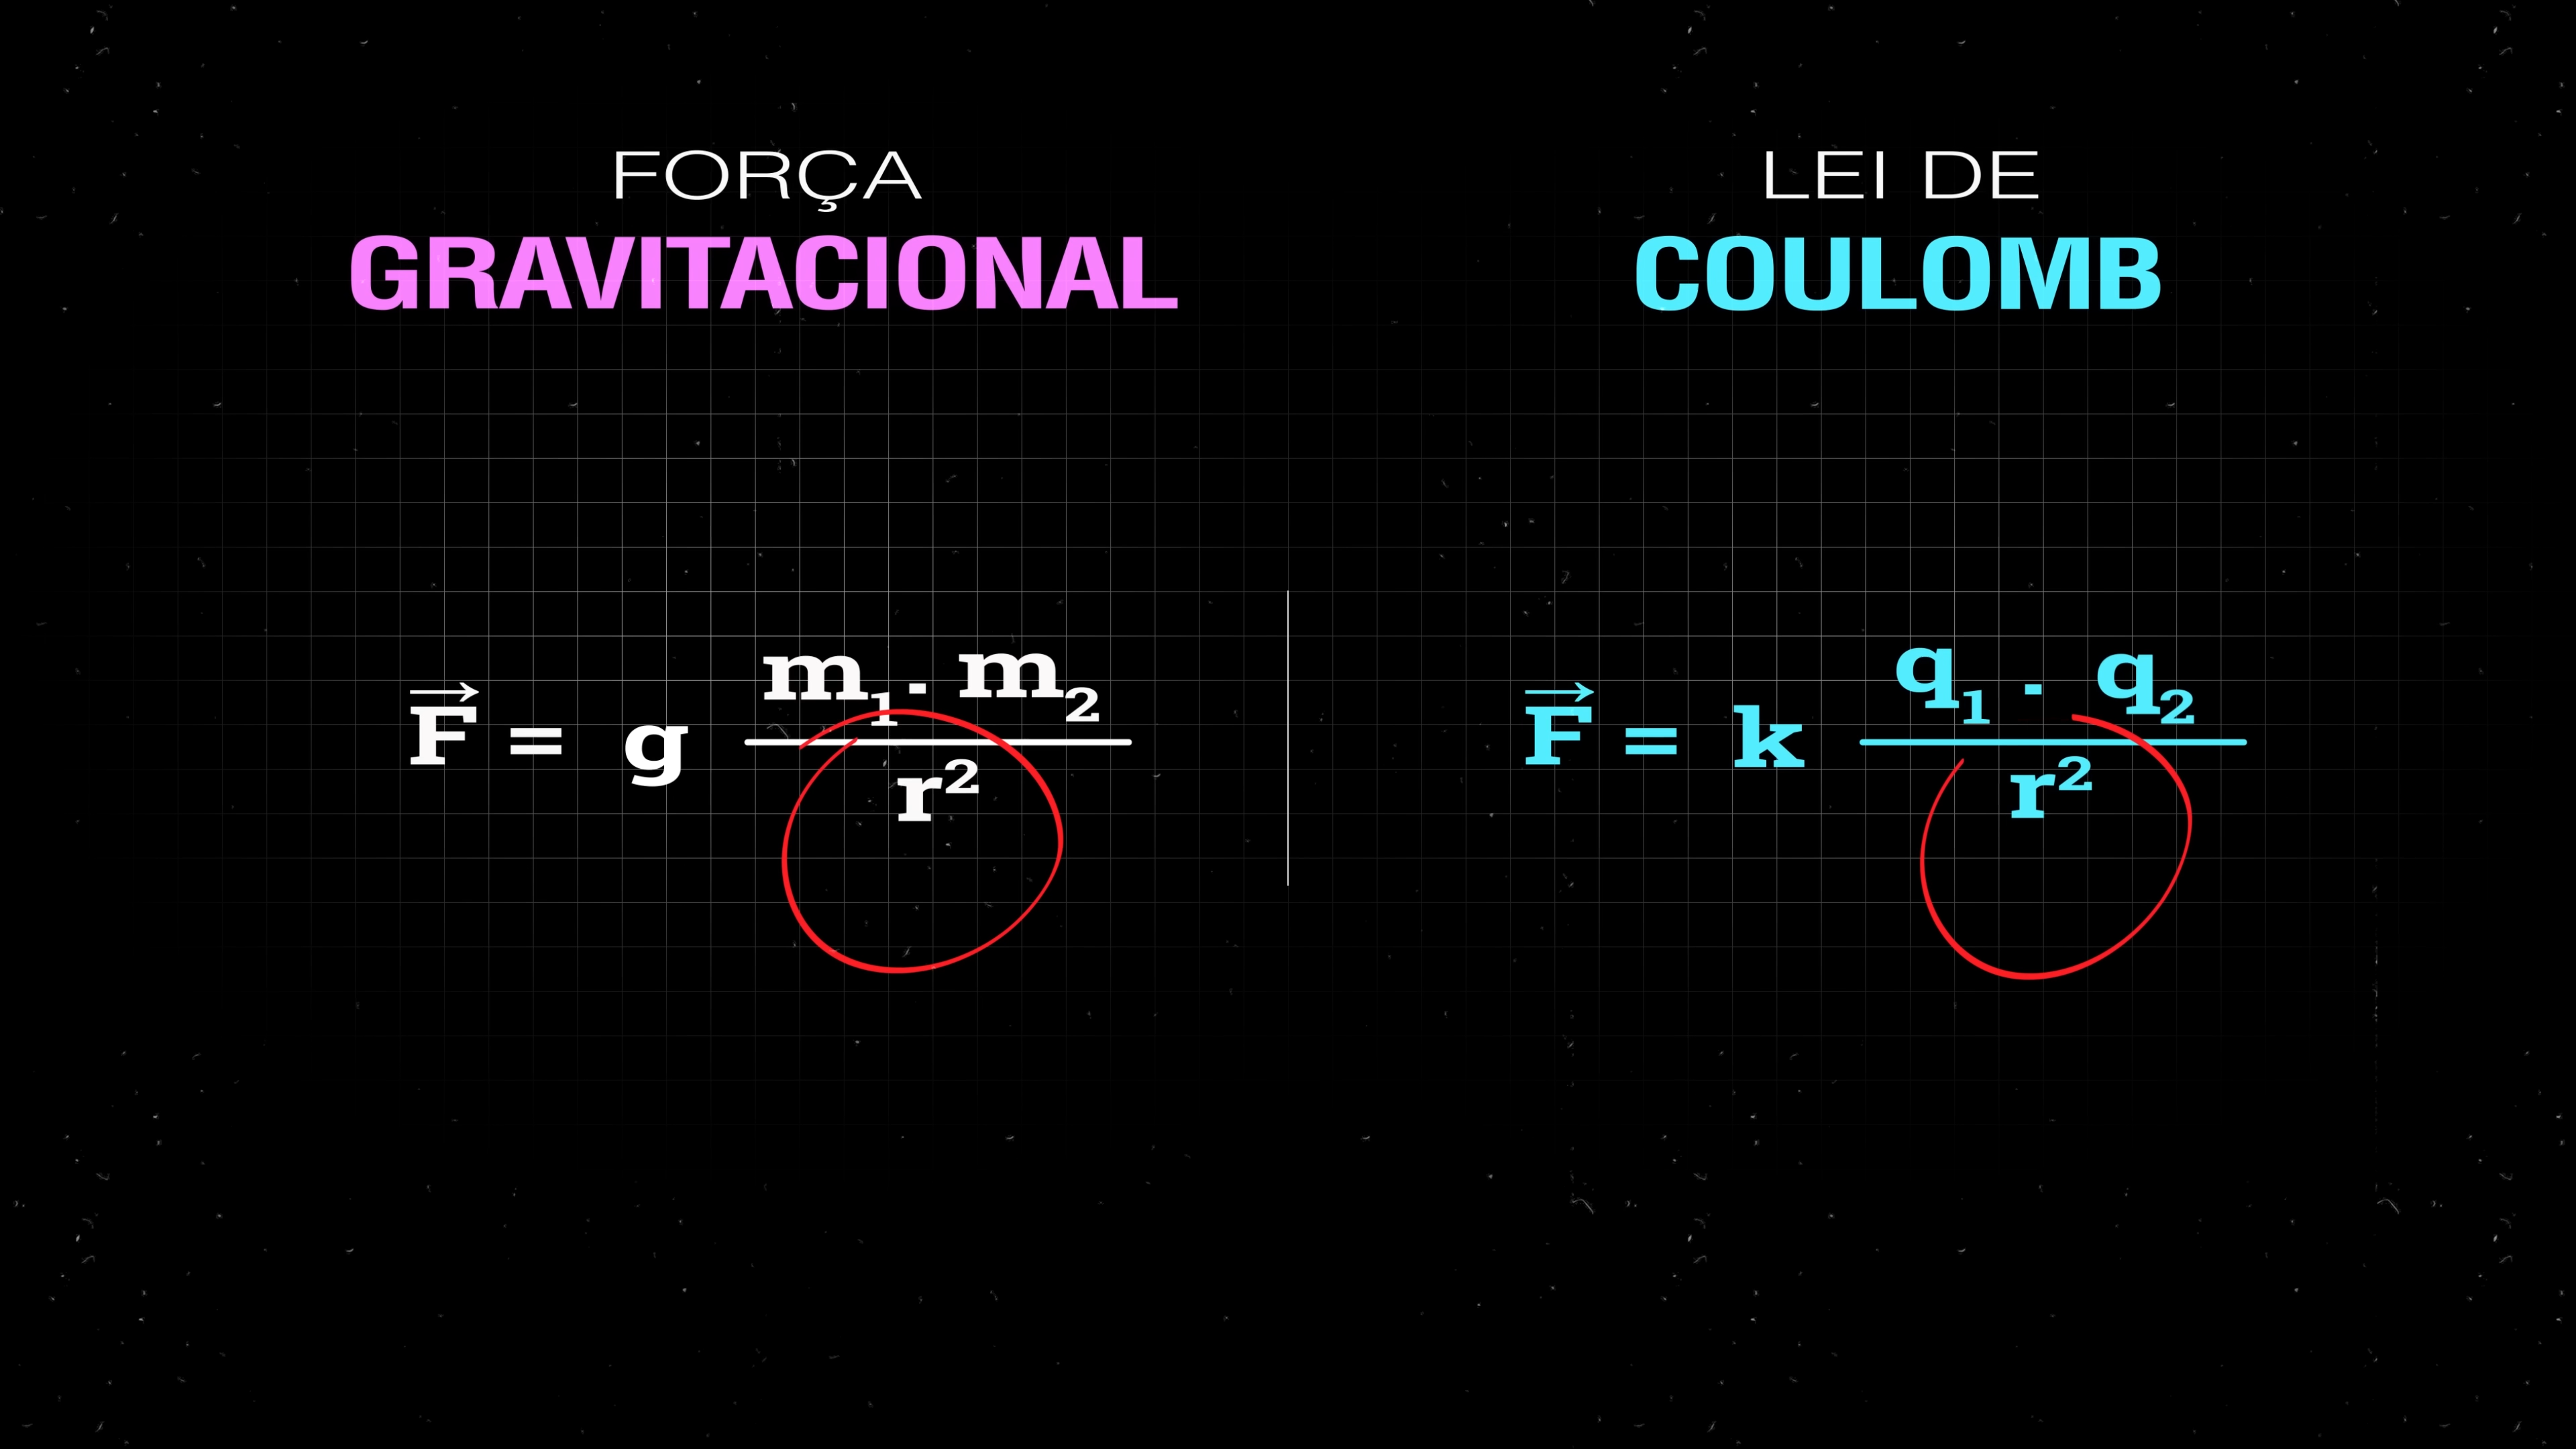 FORÇA
GRAVITACIONAL
F⃗ = g m₁ . m₂ / r²
LEI DE
COULOMB
F⃗ = k q₁ . q₂ / r²